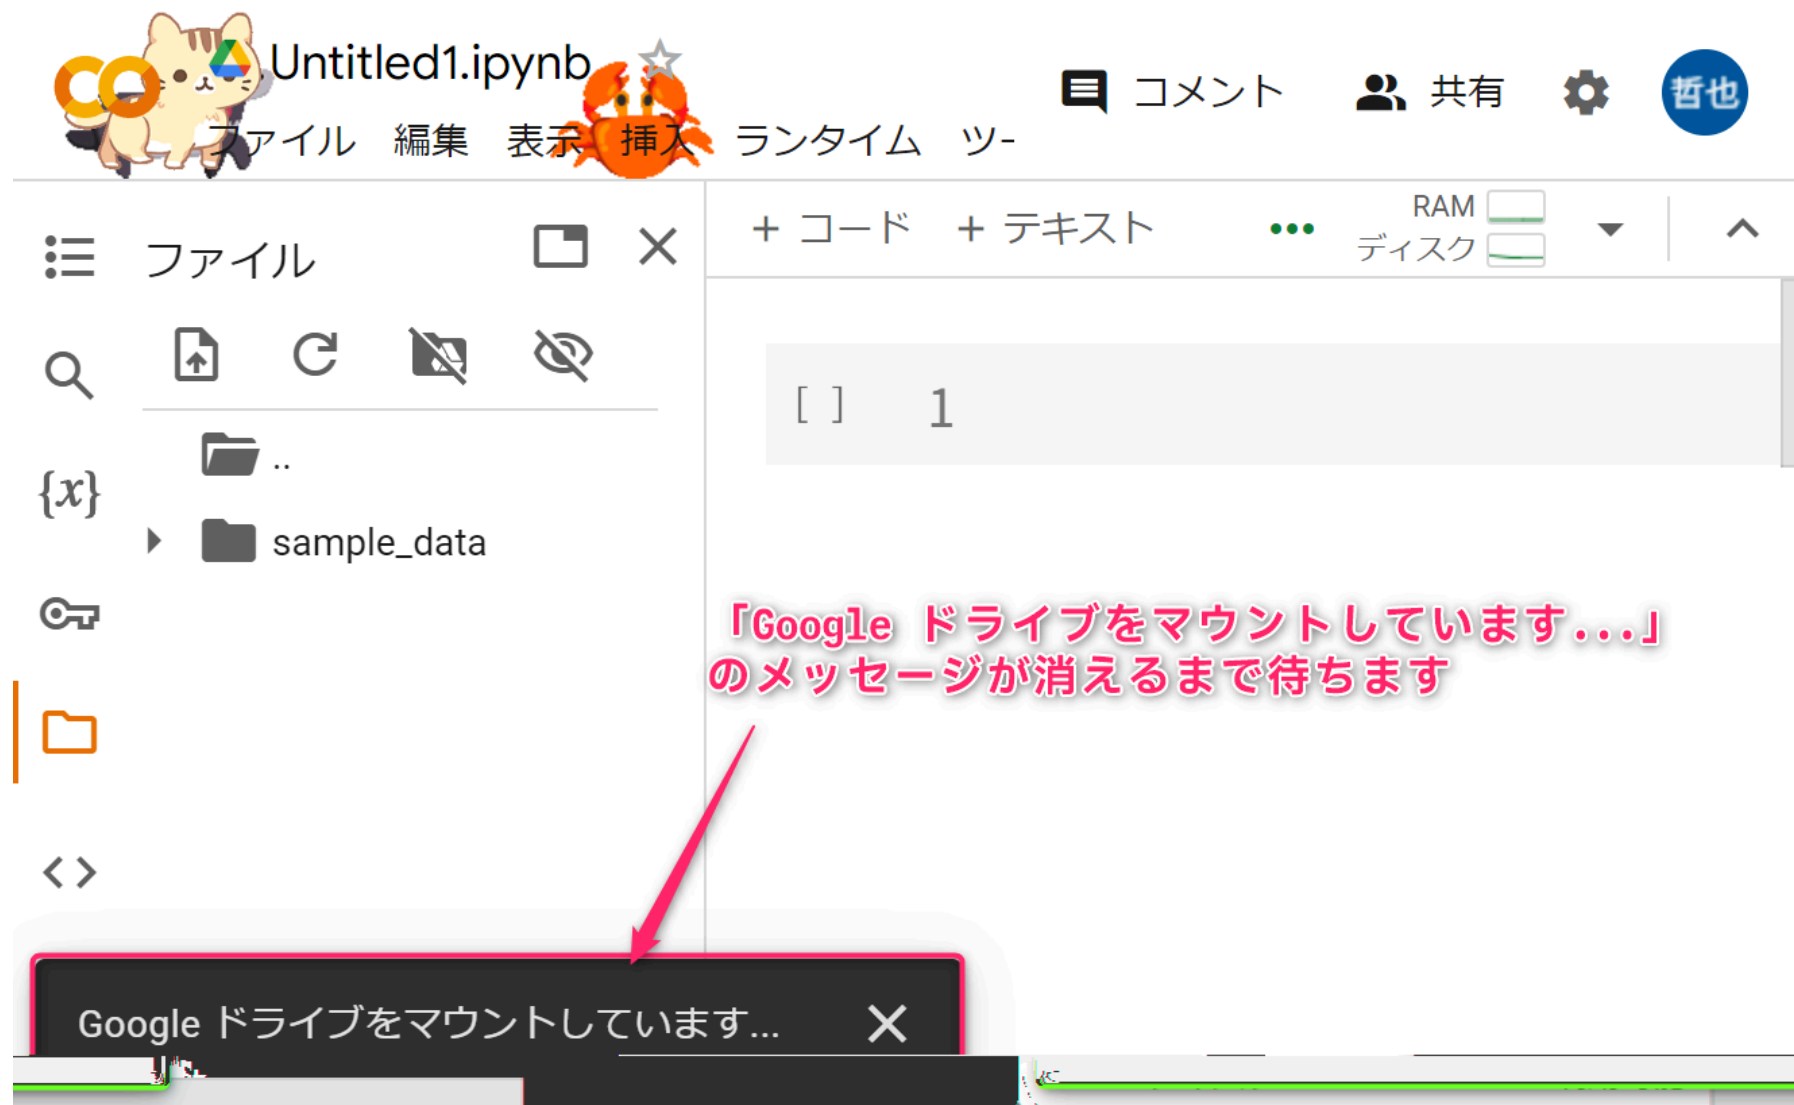 Untitled1.ipynb
コメント
共有
哲也
ファイル 編集 表示 挿入 ランタイム ツー
ファイル
+ コード + テキスト
RAM
ディスク
[ ] 1
{x}
..
sample_data
「Google ドライブをマウントしています...」
のメッセージが消えるまで待ちます
Google ドライブをマウントしています...